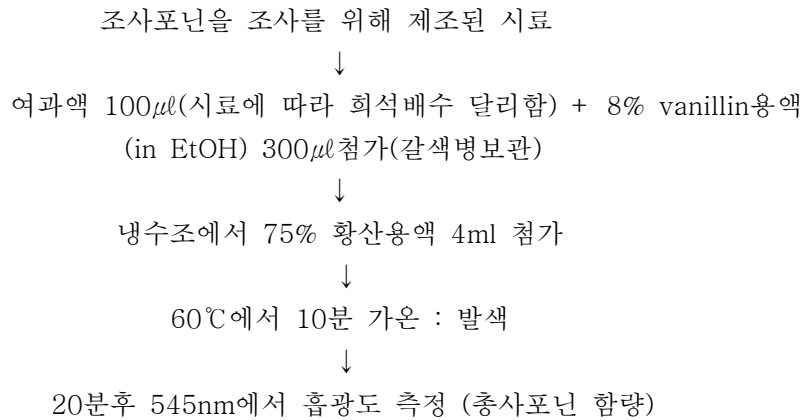 조사포닌을 조사를 위해 제조된 시료
↓
여과액 100㎕(시료에 따라 희석배수 달리함) + 8% vanillin용액
(in EtOH) 300㎕첨가(갈색병보관)
↓
냉수조에서 75% 황산용액 4ml 첨가
↓
60℃에서 10분 가온 : 발색
↓
20분후 545nm에서 흡광도 측정 (총사포닌 함량)